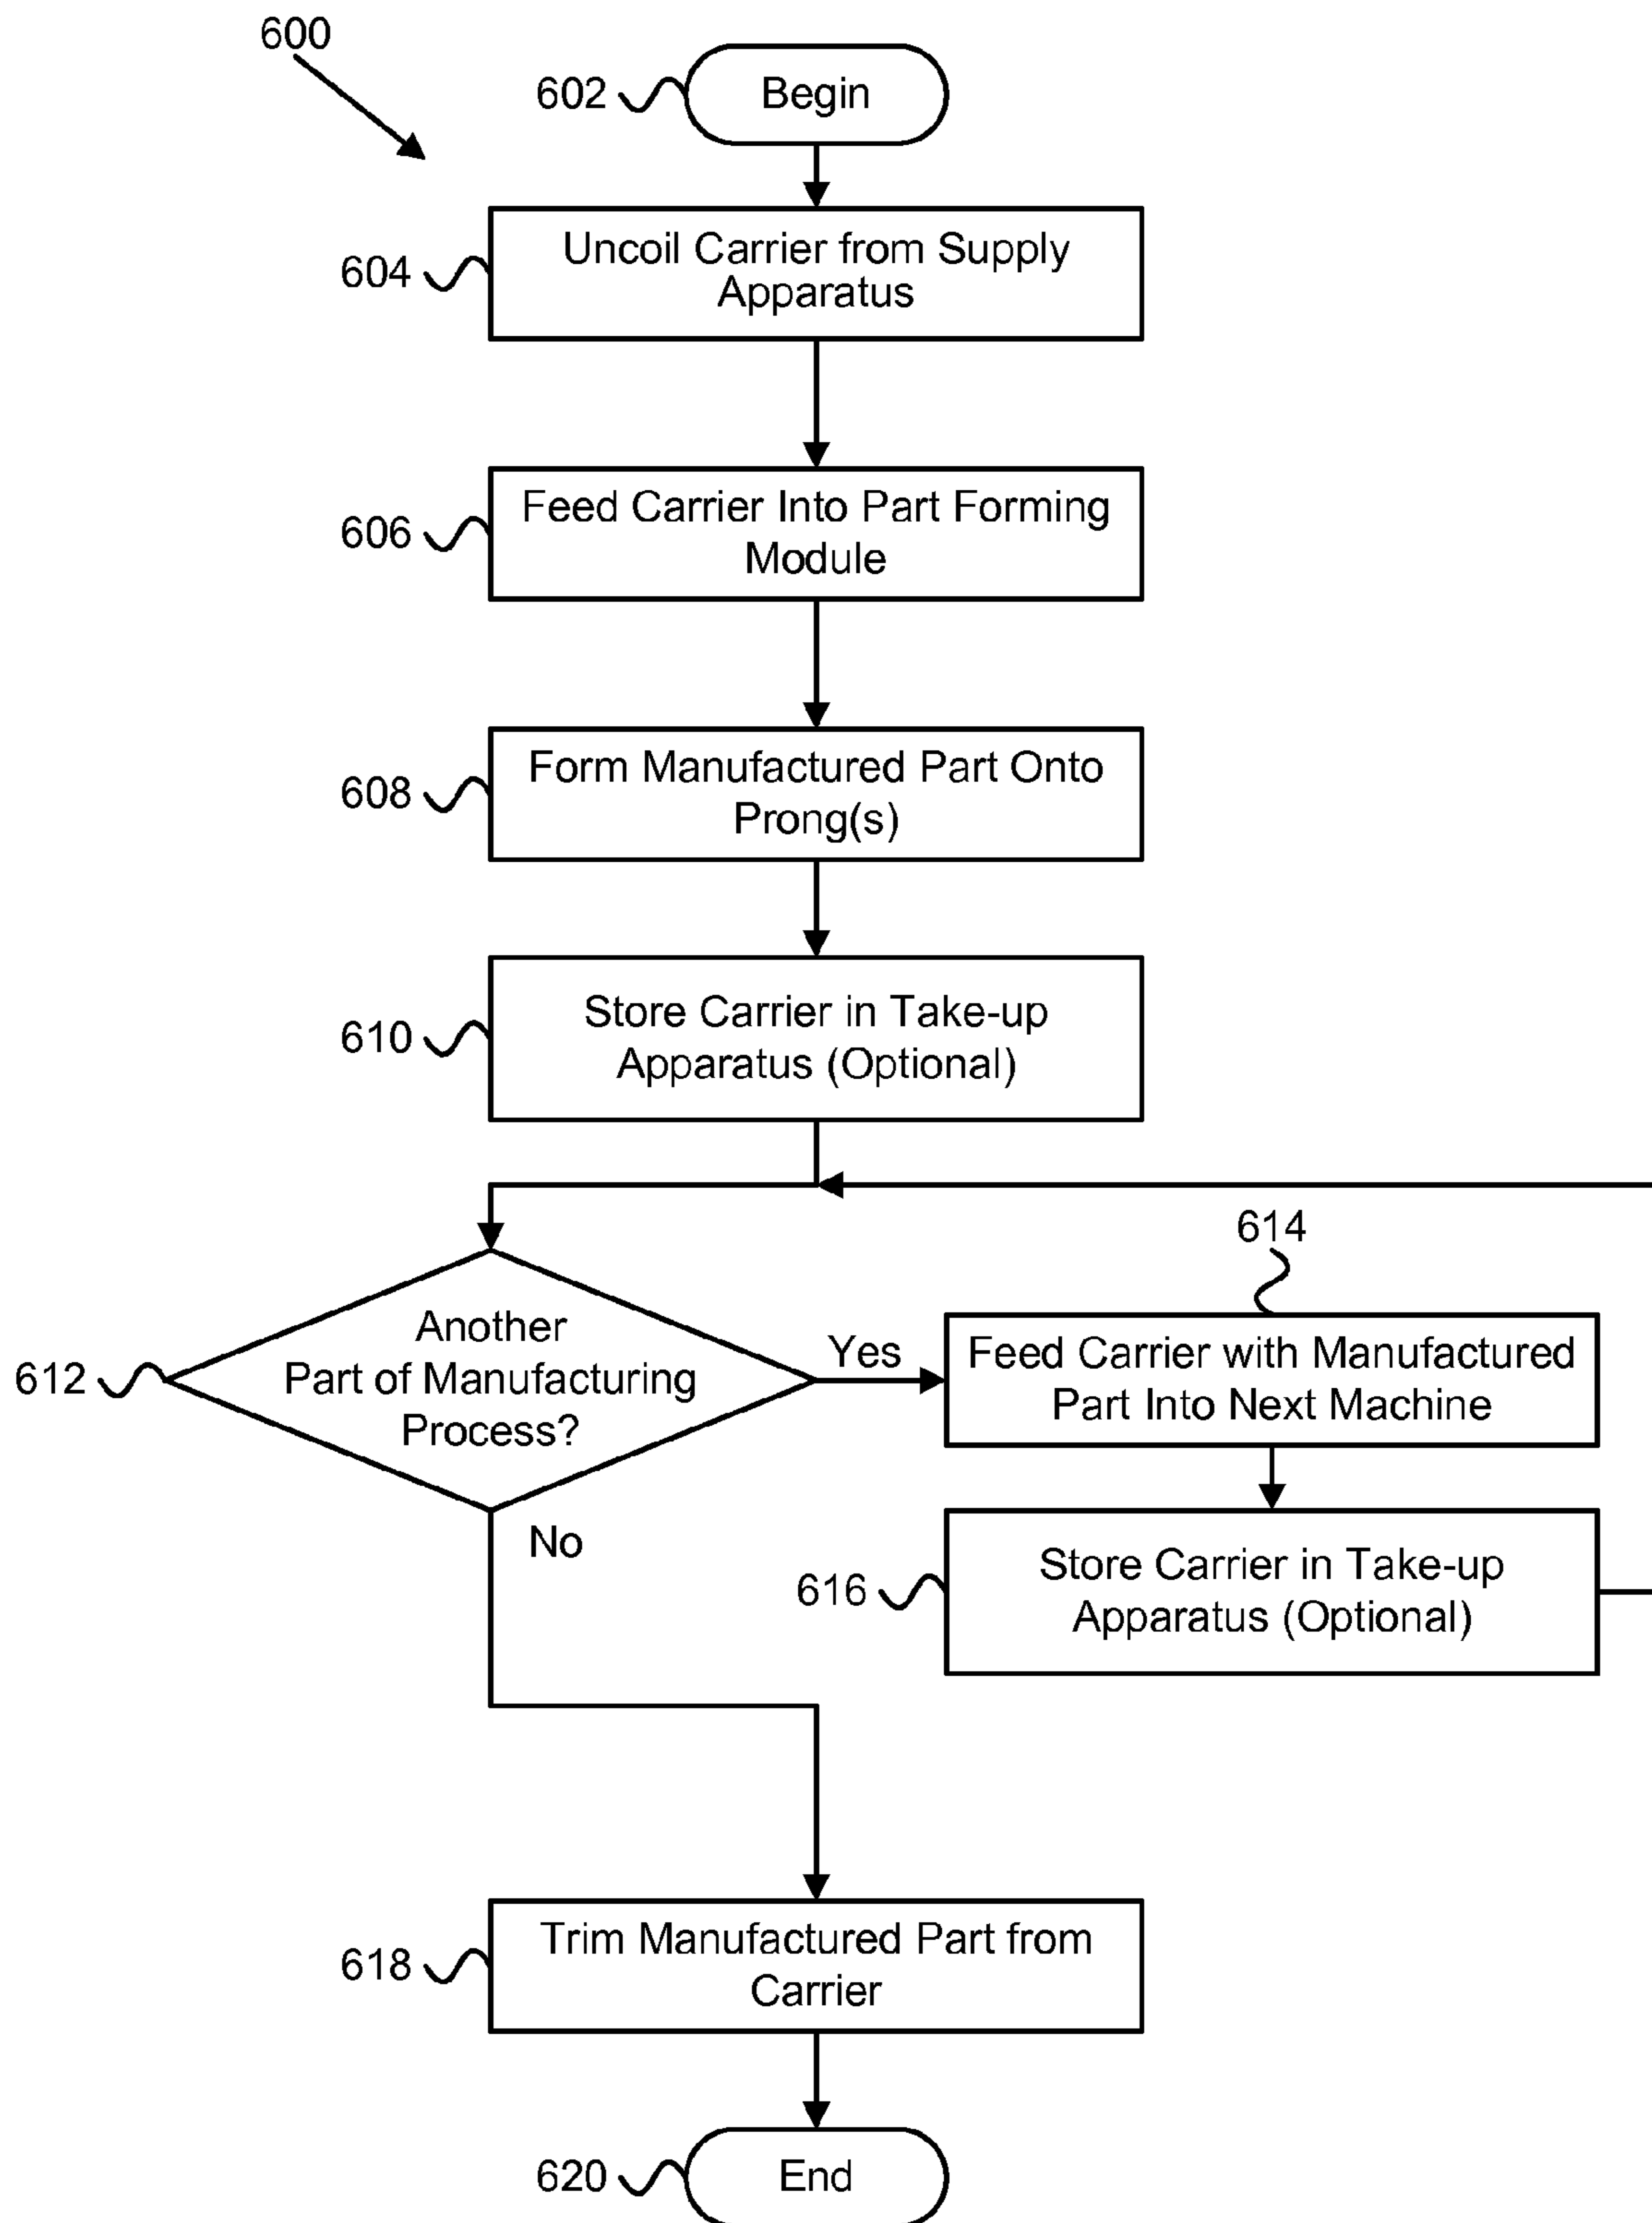 600
602
Begin
604
Uncoil Carrier from Supply
Apparatus
606
Feed Carrier Into Part Forming
Module
608
Form Manufactured Part Onto
Prong(s)
610
Store Carrier in Take-up
Apparatus (Optional)
612
Another
Part of Manufacturing
Process?
Yes
614
Feed Carrier with Manufactured
Part Into Next Machine
No
616
Store Carrier in Take-up
Apparatus (Optional)
618
Trim Manufactured Part from
Carrier
620
End